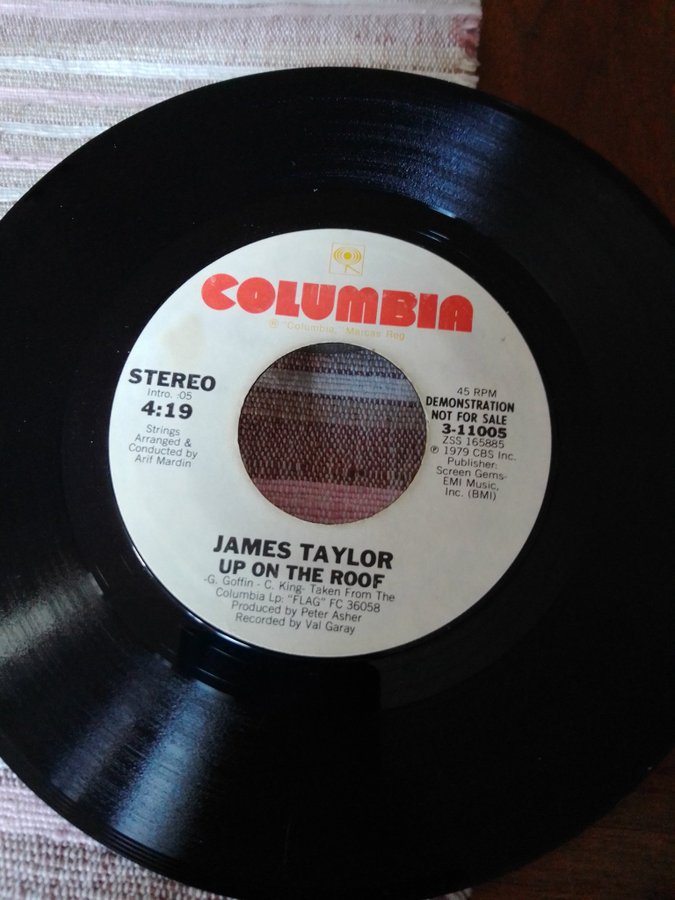 COLUMBIA
® "Columbia," Marcas Reg.
STEREO
Intro. :05
4:19
Strings
Arranged &
Conducted by
Arif Mardin
45 RPM
DEMONSTRATION
NOT FOR SALE
3-11005
ZSS 165885
℗ 1979 CBS Inc.
Publisher:
Screen Gems-
EMI Music,
Inc. (BMI)
JAMES TAYLOR
UP ON THE ROOF
-G. Goffin - C. King- Taken From The
Columbia Lp: "FLAG" FC 36058
Produced by Peter Asher
Recorded by Val Garay